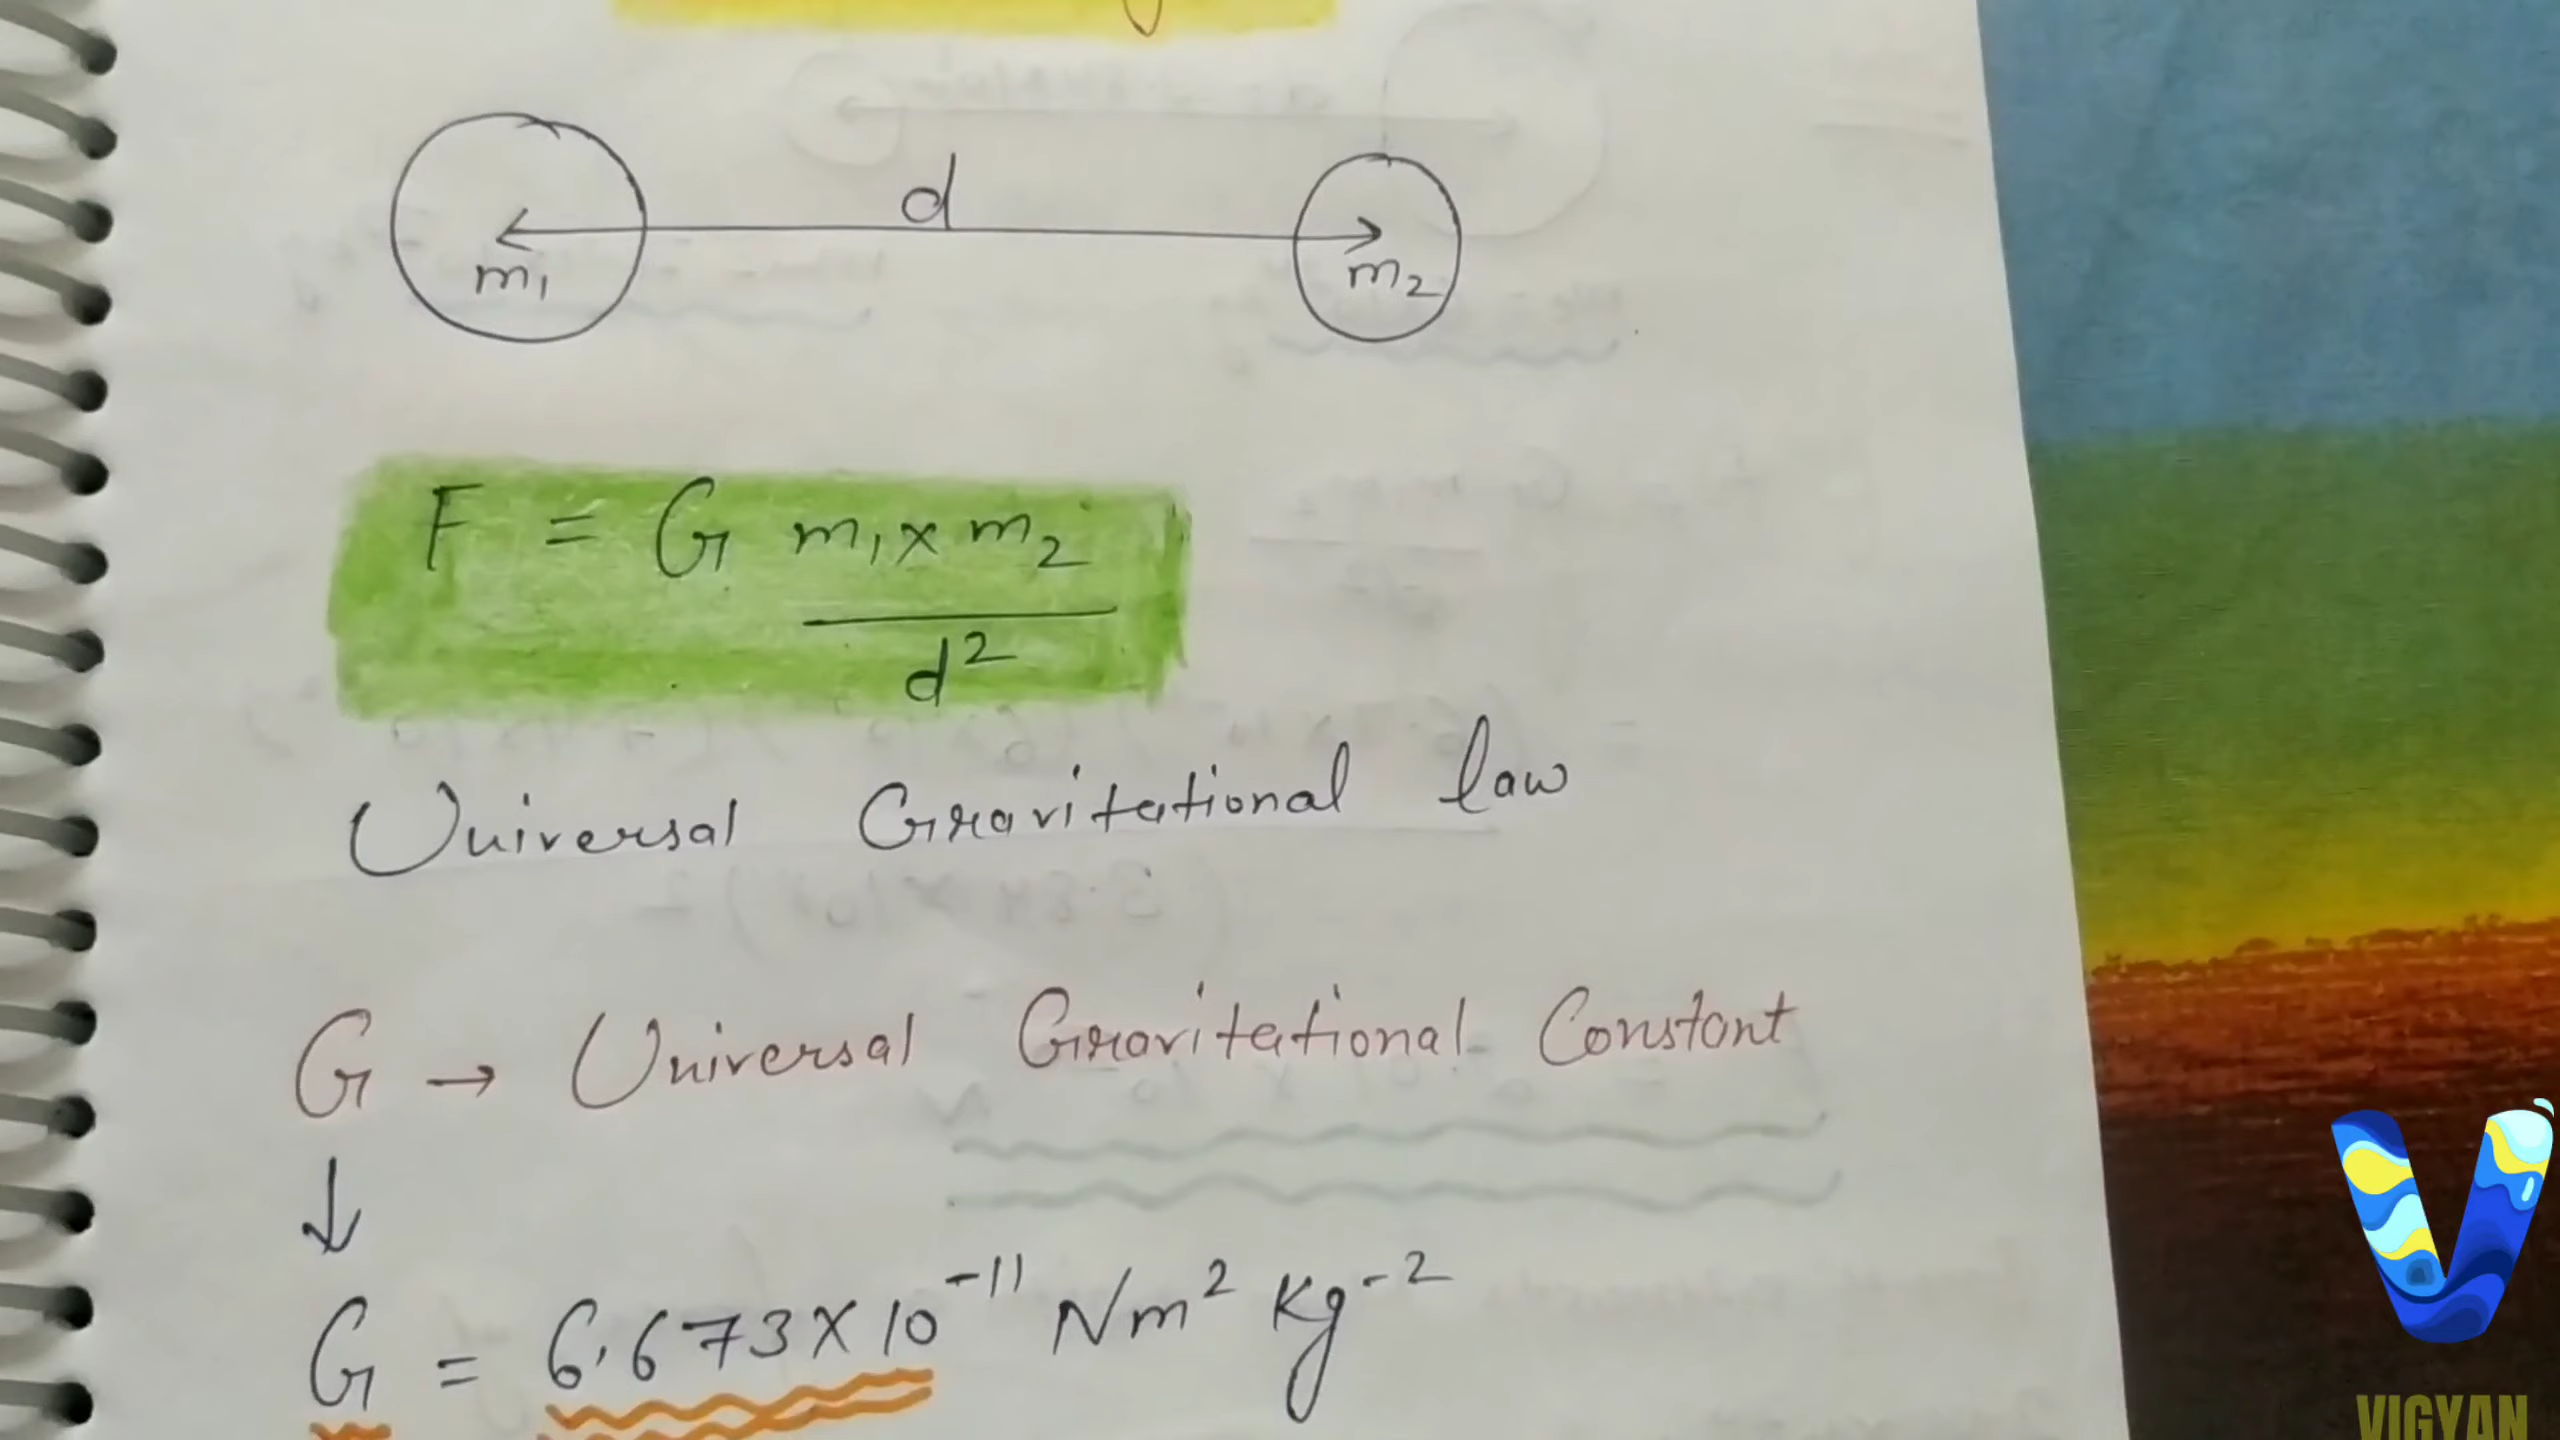 d
m₁ m₂
F = G m₁ x m₂
d²
Universal Gravitational law
G → Universal Gravitational Constant
↓
G = 6.673 X 10⁻¹¹ Nm² Kg⁻²
VIGYAN